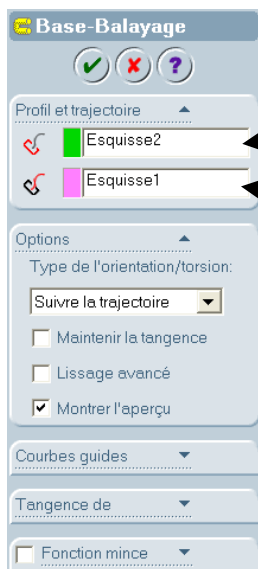 Base-Balayage
?
Profil et trajectoire
Esquisse2
Esquisse1
Options
Type de l'orientation/torsion:
Suivre la trajectoire
Maintenir la tangence
Lissage avancé
Montrer l'aperçu
Courbes guides
Tangence de
Fonction mince